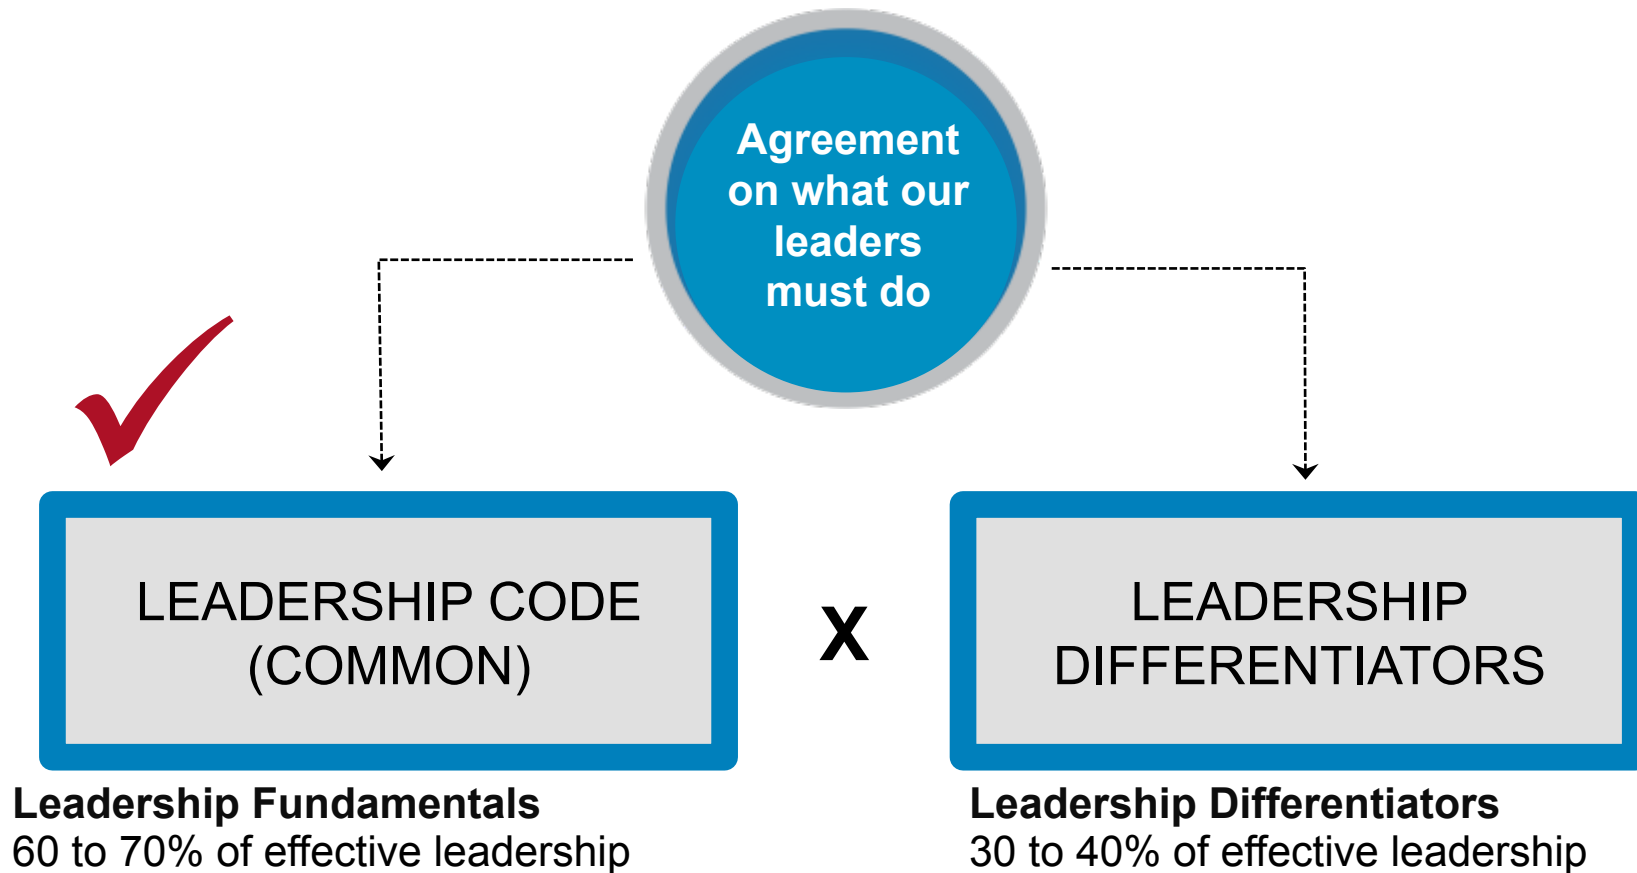 Agreement
on what our
leaders
must do
LEADERSHIP CODE
(COMMON)
X
LEADERSHIP
DIFFERENTIATORS
Leadership Fundamentals
60 to 70% of effective leadership
Leadership Differentiators
30 to 40% of effective leadership